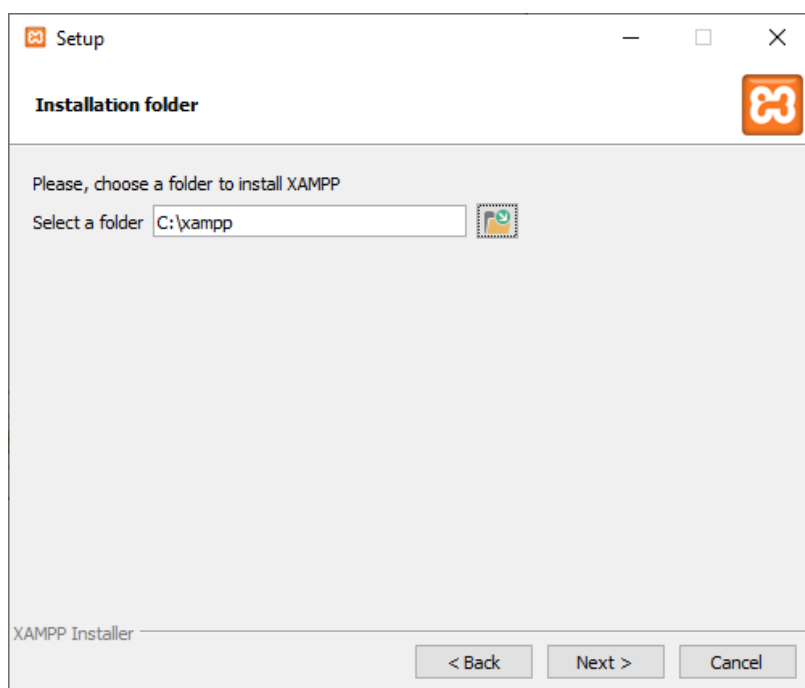 Setup
Installation folder
Please, choose a folder to install XAMPP
Select a folder C:\xampp
XAMPP Installer
< Back Next > Cancel